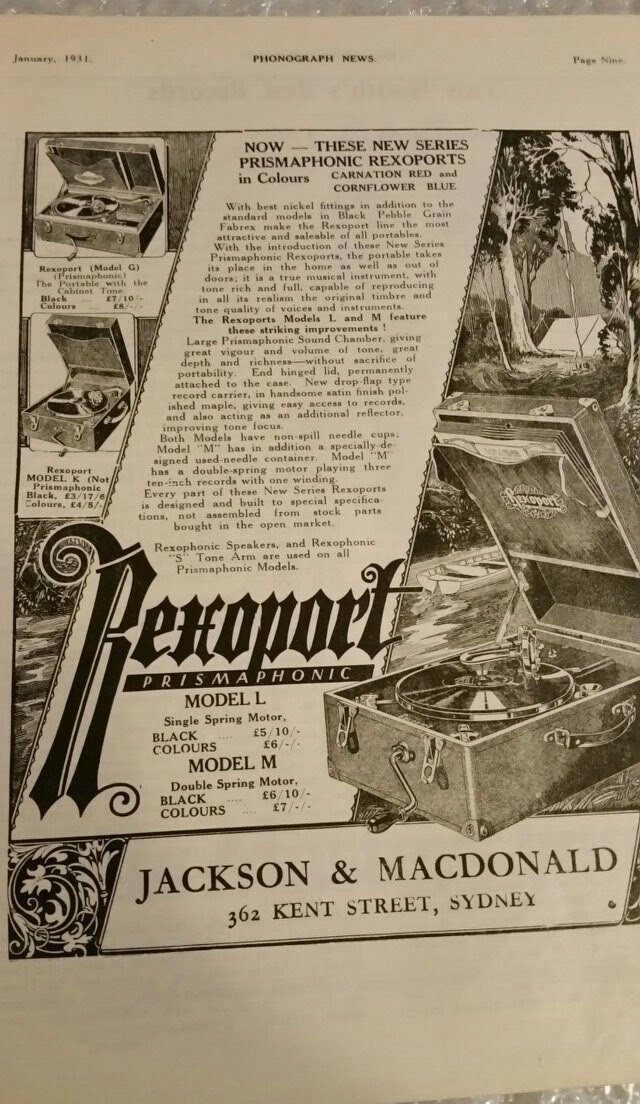 January, 1931.
PHONOGRAPH NEWS.
Page Nine.
NOW — THESE NEW SERIES
PRISMAPHONIC REXOPORTS
in Colours CARNATION RED and
CORNFLOWER BLUE
With best nickel fittings in addition to the
standard models in Black Pebble Grain
Fabrex make the Rexoport line the most
attractive and saleable of all portables.
With the introduction of these New Series
Prismaphonic Rexoports, the portable takes
its place in the home as well as out of
doors; it is a true musical instrument, with
tone rich and full, capable of reproducing
in all its realism the original timbre and
tone quality of voices and instruments.
The Rexoports Models L and M feature
these striking improvements !
Large Prismaphonic Sound Chamber, giving
great vigour and volume of tone, great
depth and richness—without sacrifice of
portability. End hinged lid, permanently
attached to the case. New drop-flap type
record carrier, in handsome satin finish pol-
ished maple, giving easy access to records,
and also acting as an additional reflector,
improving tone focus.
Both Models have non-spill needle cups;
Model "M" has in addition a specially-de-
signed used-needle container. Model "M"
has a double-spring motor playing three
ten-inch records with one winding.
Every part of these New Series Rexoports
is designed and built to special specifica-
tions, not assembled from stock parts
bought in the open market.
Rexophonic Speakers, and Rexophonic
"S" Tone Arm are used on all
Prismaphonic Models.
Rexoport (Model G)
(Prismaphonic)
The Portable with the
Cabinet Tone.
Black .... £7/10/-
Colours .... £8/-/-
Rexoport
MODEL K (Not
Prismaphonic
Black, £3/17/6
Colours, £4/5/-
Rexoport
Rexoport
PRISMAPHONIC
MODEL L
Single Spring Motor,
BLACK .... £5/10/-
COLOURS £6/-/-
MODEL M
Double Spring Motor,
BLACK .... £6/10/-
COLOURS .... £7/-/-
JACKSON & MACDONALD
362 KENT STREET, SYDNEY